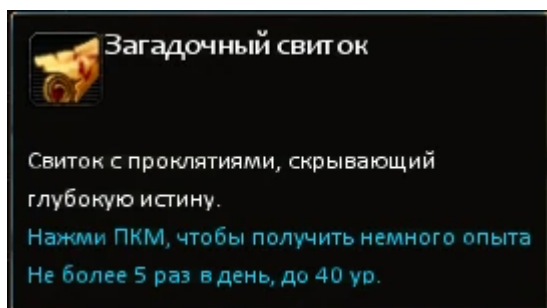 Загадочный свиток
Свиток с проклятиями, скрывающий
глубокую истину.
Нажми ПКМ, чтобы получить немного опыта
Не более 5 раз в день, до 40 ур.